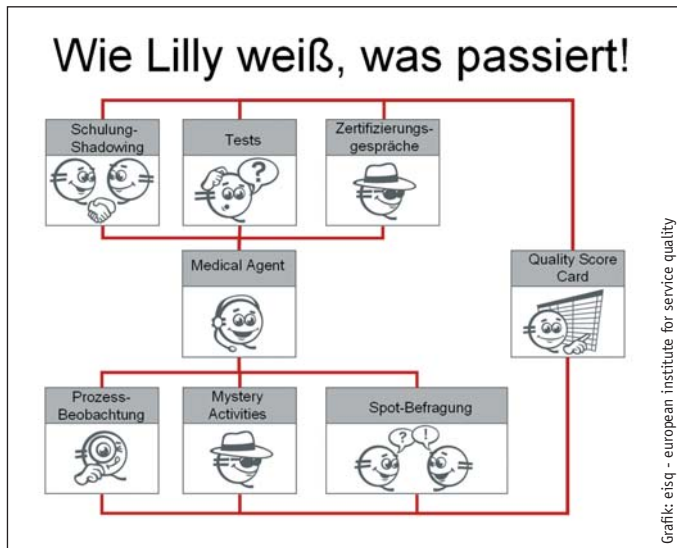 Wie Lilly weiß, was passiert!
Schulung-
Shadowing
Tests
Zertifizierungs-
gespräche
?
Medical Agent
Quality Score
Card
Prozess-
Beobachtung
Mystery
Activities
Spot-Befragung
? !
Grafik: eisq - european institute for service quality